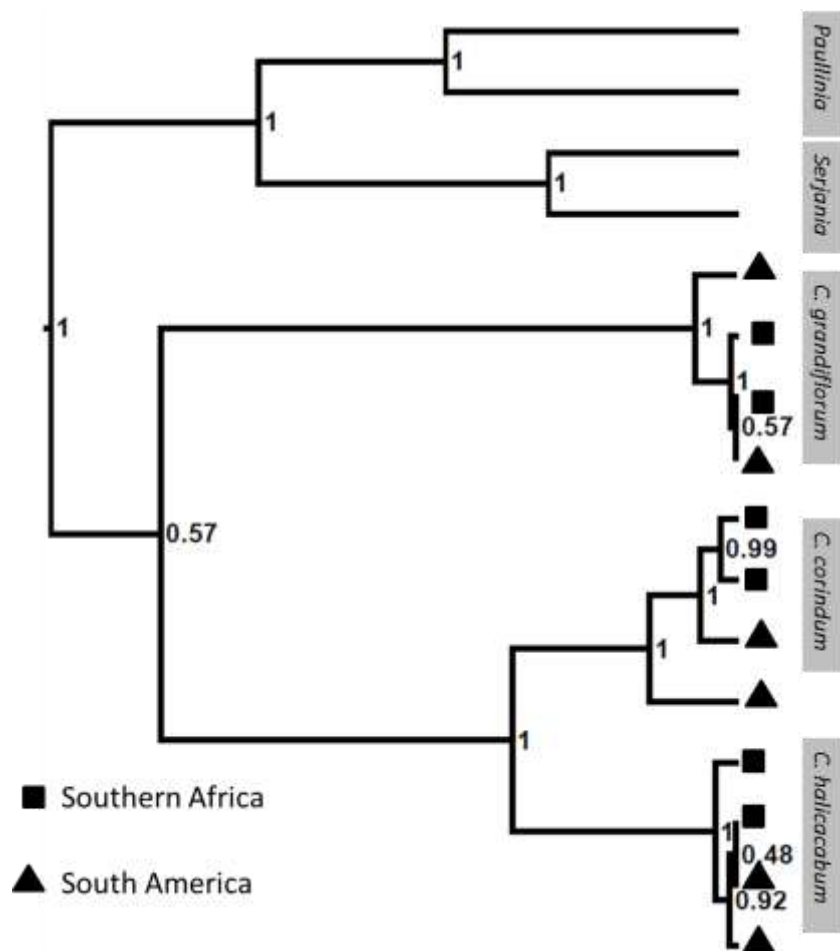 Paullinia
1
1
Serjania
1
C. grandiflorum
1
1
1
0.57
0.57
C. corindum
0.99
1
1
1
C. halicacabum
Southern Africa
1
0.48
South America
0.92